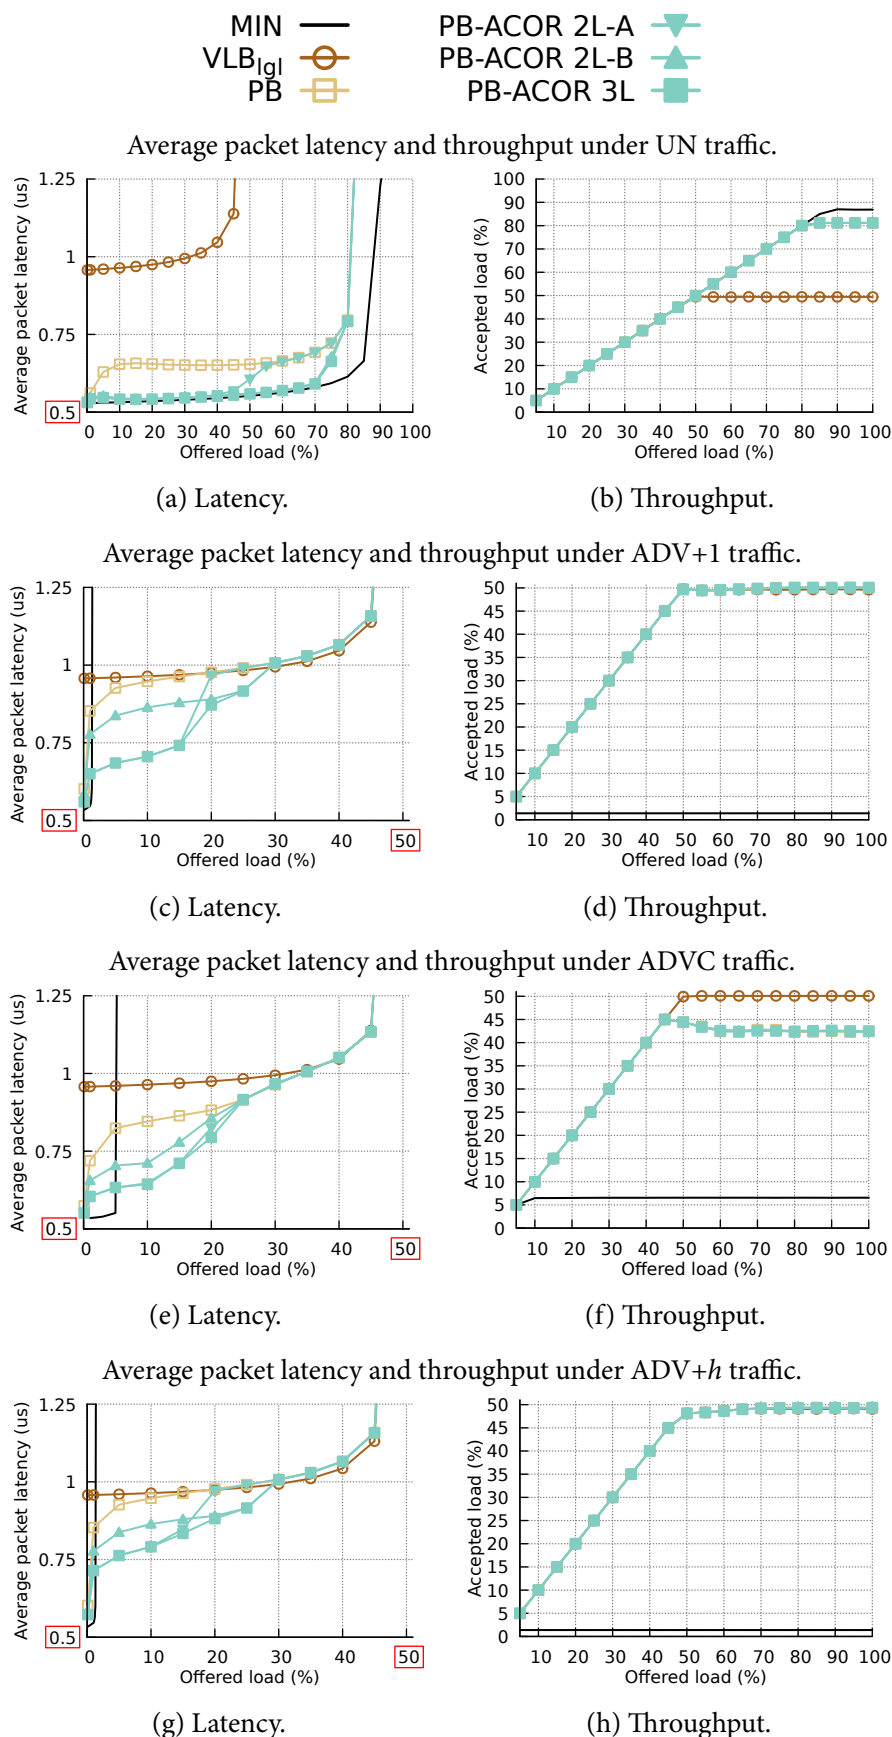 MIN
VLB_lgl
PB
PB-ACOR 2L-A
PB-ACOR 2L-B
PB-ACOR 3L
Average packet latency and throughput under UN traffic.
Average packet latency (us)
1.25
1
0.75
0.5
0 10 20 30 40 50 60 70 80 90 100
Offered load (%)
(a) Latency.
Accepted load (%)
100
90
80
70
60
50
40
30
20
10
0
10 20 30 40 50 60 70 80 90 100
Offered load (%)
(b) Throughput.
Average packet latency and throughput under ADV+1 traffic.
Average packet latency (us)
1.25
1
0.75
0.5
0 10 20 30 40 50
Offered load (%)
(c) Latency.
Accepted load (%)
50
45
40
35
30
25
20
15
10
5
0
10 20 30 40 50 60 70 80 90 100
Offered load (%)
(d) Throughput.
Average packet latency and throughput under ADVC traffic.
Average packet latency (us)
1.25
1
0.75
0.5
0 10 20 30 40 50
Offered load (%)
(e) Latency.
Accepted load (%)
50
45
40
35
30
25
20
15
10
5
0
10 20 30 40 50 60 70 80 90 100
Offered load (%)
(f) Throughput.
Average packet latency and throughput under ADV+h traffic.
Average packet latency (us)
1.25
1
0.75
0.5
0 10 20 30 40 50
Offered load (%)
(g) Latency.
Accepted load (%)
50
45
40
35
30
25
20
15
10
5
0
10 20 30 40 50 60 70 80 90 100
Offered load (%)
(h) Throughput.